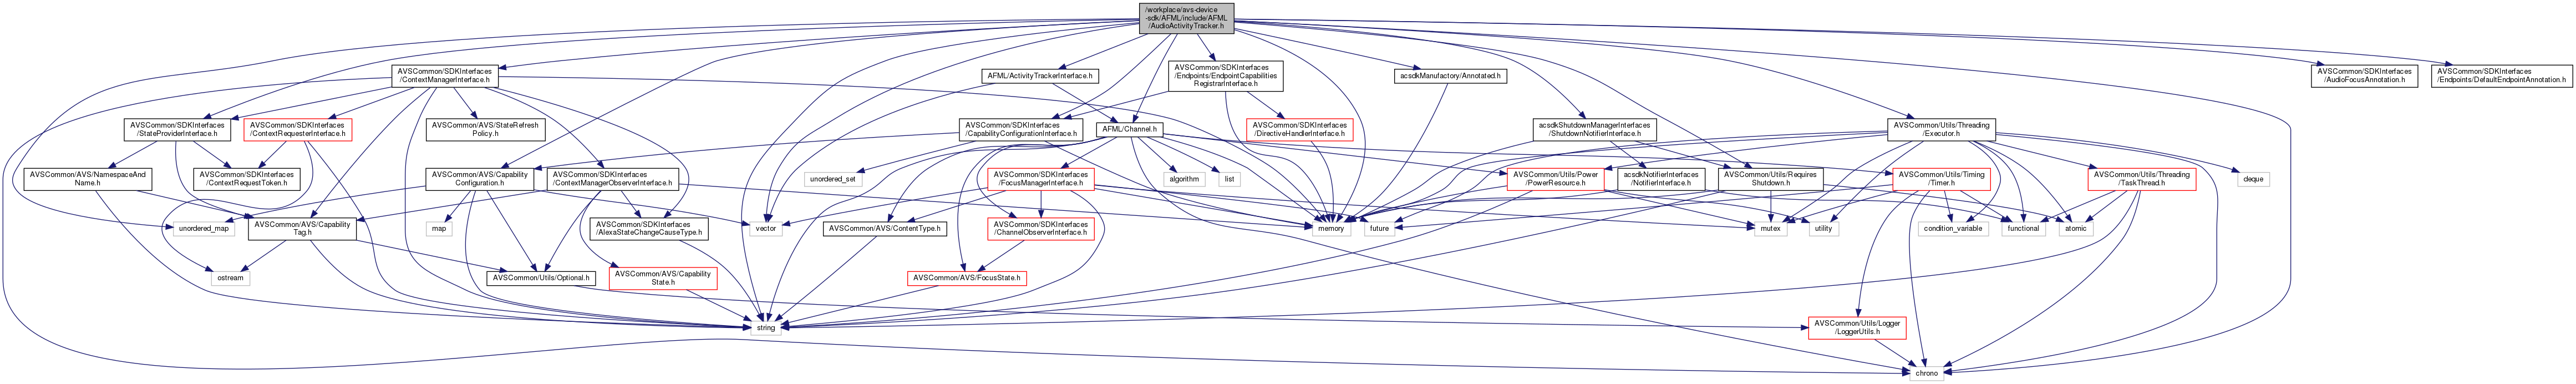 /workplace/avs-device
-sdk/AFML/include/AFML
/AudioActivityTracker.h
AVSCommon/SDKInterfaces
/ContextManagerInterface.h
AFML/ActivityTrackerInterface.h
AVSCommon/SDKInterfaces
/Endpoints/EndpointCapabilities
RegistrarInterface.h
acsdkManufactory/Annotated.h
AVSCommon/SDKInterfaces
/AudioFocusAnnotation.h
AVSCommon/SDKInterfaces
/Endpoints/DefaultEndpointAnnotation.h
AVSCommon/SDKInterfaces
/StateProviderInterface.h
AVSCommon/SDKInterfaces
/ContextRequesterInterface.h
AVSCommon/AVS/StateRefresh
Policy.h
AVSCommon/SDKInterfaces
/CapabilityConfigurationInterface.h
AFML/Channel.h
AVSCommon/SDKInterfaces
/DirectiveHandlerInterface.h
acsdkShutdownManagerInterfaces
/ShutdownNotifierInterface.h
AVSCommon/Utils/Threading
/Executor.h
AVSCommon/AVS/NamespaceAnd
Name.h
AVSCommon/SDKInterfaces
/ContextRequestToken.h
AVSCommon/AVS/Capability
Configuration.h
AVSCommon/SDKInterfaces
/ContextManagerObserverInterface.h
unordered_set
AVSCommon/SDKInterfaces
/FocusManagerInterface.h
algorithm
list
AVSCommon/Utils/Power
/PowerResource.h
acsdkNotifierInterfaces
/NotifierInterface.h
AVSCommon/Utils/Requires
Shutdown.h
AVSCommon/Utils/Timing
/Timer.h
AVSCommon/Utils/Threading
/TaskThread.h
deque
unordered_map
AVSCommon/AVS/Capability
Tag.h
map
AVSCommon/SDKInterfaces
/AlexaStateChangeCauseType.h
vector
AVSCommon/AVS/ContentType.h
AVSCommon/SDKInterfaces
/ChannelObserverInterface.h
memory
future
mutex
utility
condition_variable
functional
atomic
ostream
AVSCommon/Utils/Optional.h
AVSCommon/AVS/Capability
State.h
AVSCommon/AVS/FocusState.h
string
AVSCommon/Utils/Logger
/LoggerUtils.h
chrono